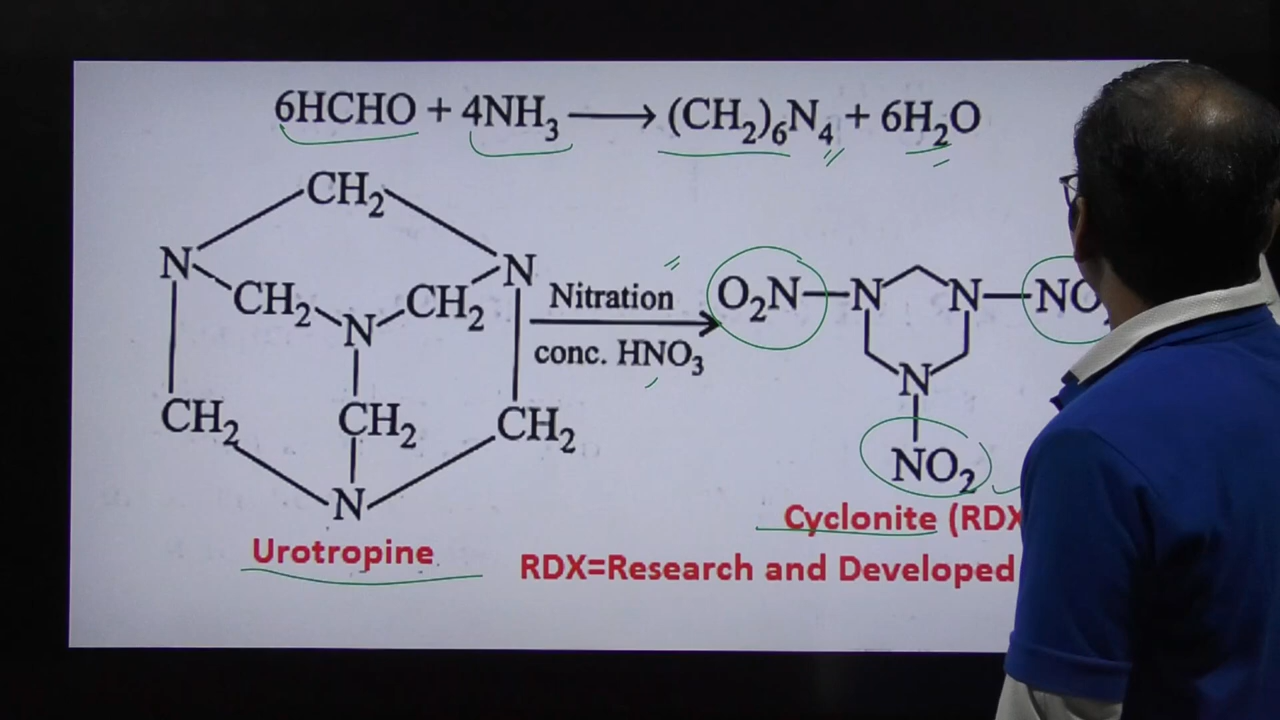 6HCHO + 4NH₃ ⟶ (CH₂)₆N₄ + 6H₂O
CH₂
N N
CH₂ CH₂
N
CH₂ CH₂ CH₂
N
Urotropine
Nitration
conc. HNO₃
O₂N N N
N
NO₂
Cyclonite (RDX
RDX=Research and Developed